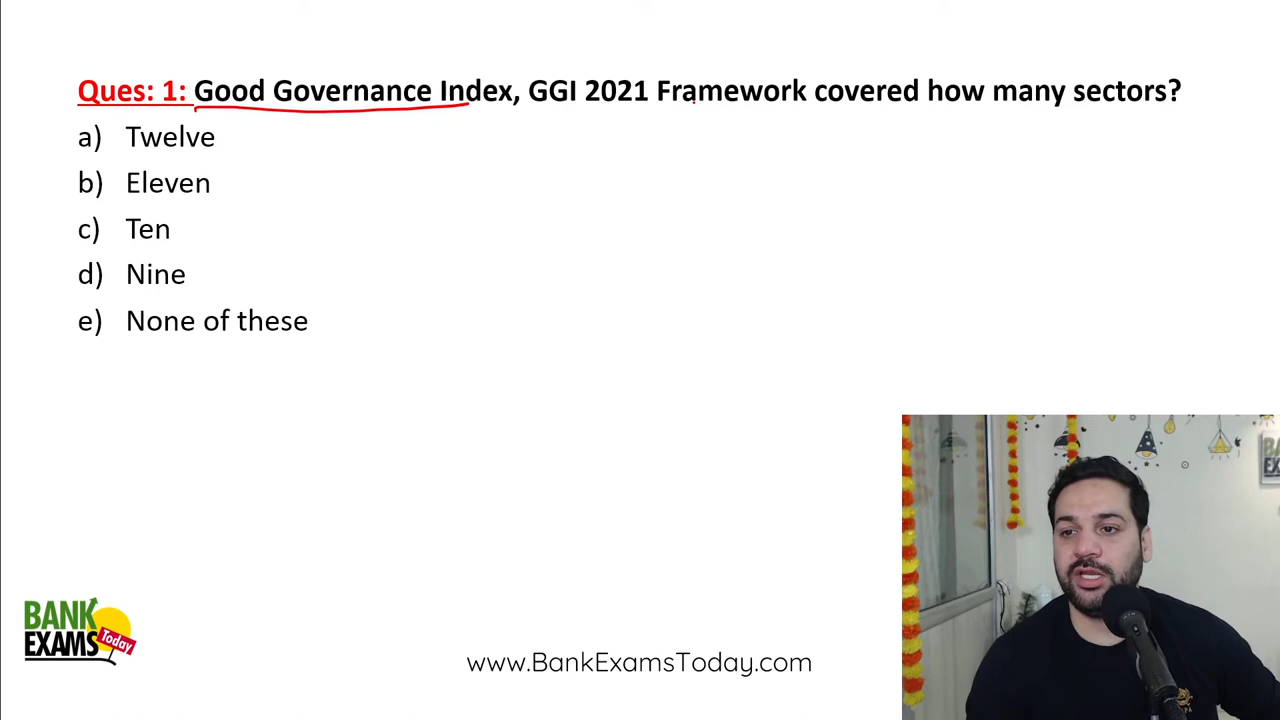 Ques: 1: Good Governance Index, GGI 2021 Framework covered how many sectors?
a) Twelve
b) Eleven
c) Ten
d) Nine
e) None of these
BANK
EXAMS Today
www.BankExamsToday.com